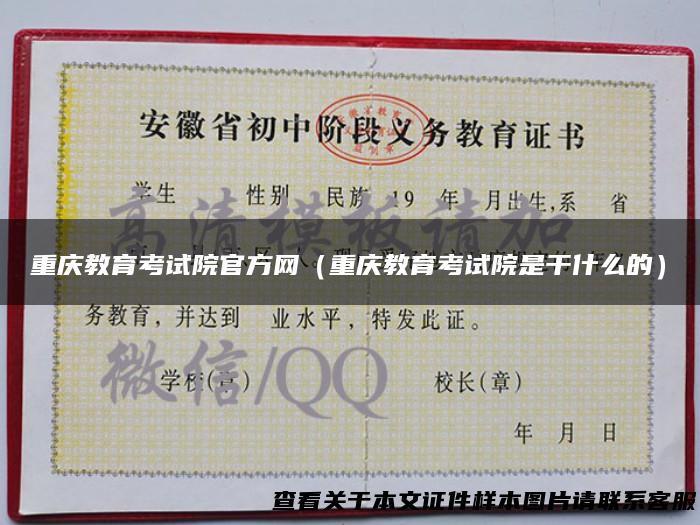 安徽省初中阶段义务教育证书
学生 性别 民族 19 年 月出生,系 省
高清模板请加
重庆教育考试院官方网（重庆教育考试院是干什么的）
务教育，并达到 业水平，特发此证。
微信/QQ
学校(章) 校长(章)
年 月 日
查看关于本文证件样本图片请联系客服